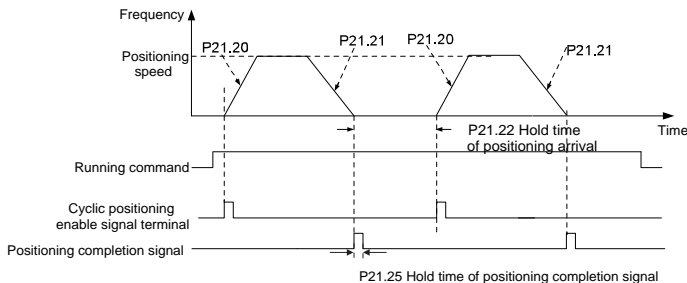 Frequency
P21.20
P21.21
P21.20
P21.21
Positioning
speed
Time
P21.22 Hold time
of positioning arrival
Running command
Cyclic positioning
enable signal terminal
Positioning completion signal
P21.25 Hold time of positioning completion signal